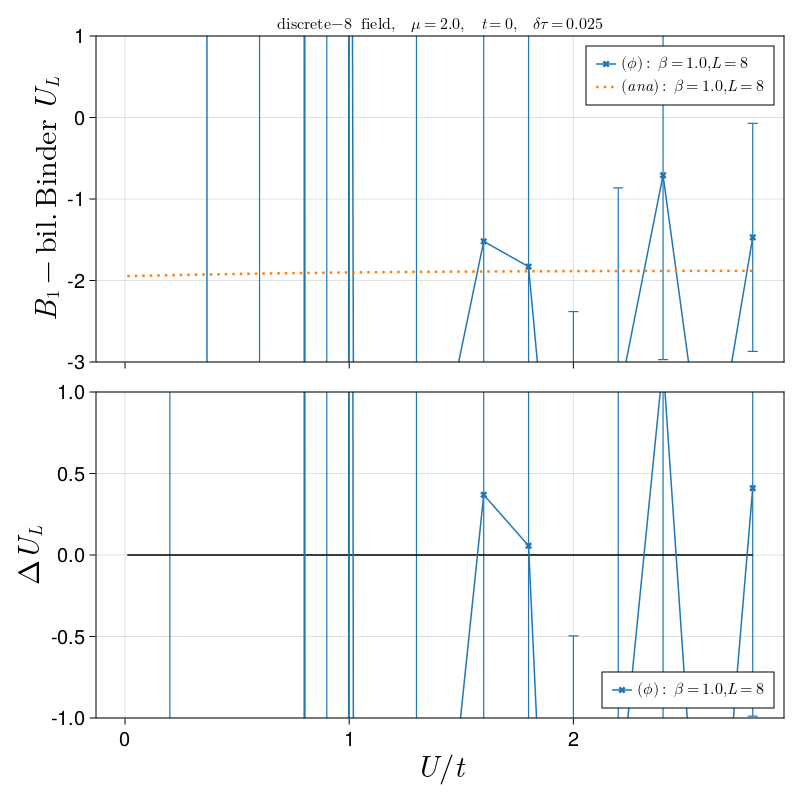 discrete−8 field, μ = 2.0, t = 0, δτ = 0.025
B₁ − bil. Binder U_L
1
0
-1
-2
-3
(ϕ) : β = 1.0,L = 8
(ana) : β = 1.0,L = 8
Δ U_L
1.0
0.5
0.0
-0.5
-1.0
(ϕ) : β = 1.0,L = 8
0
1
2
U/t